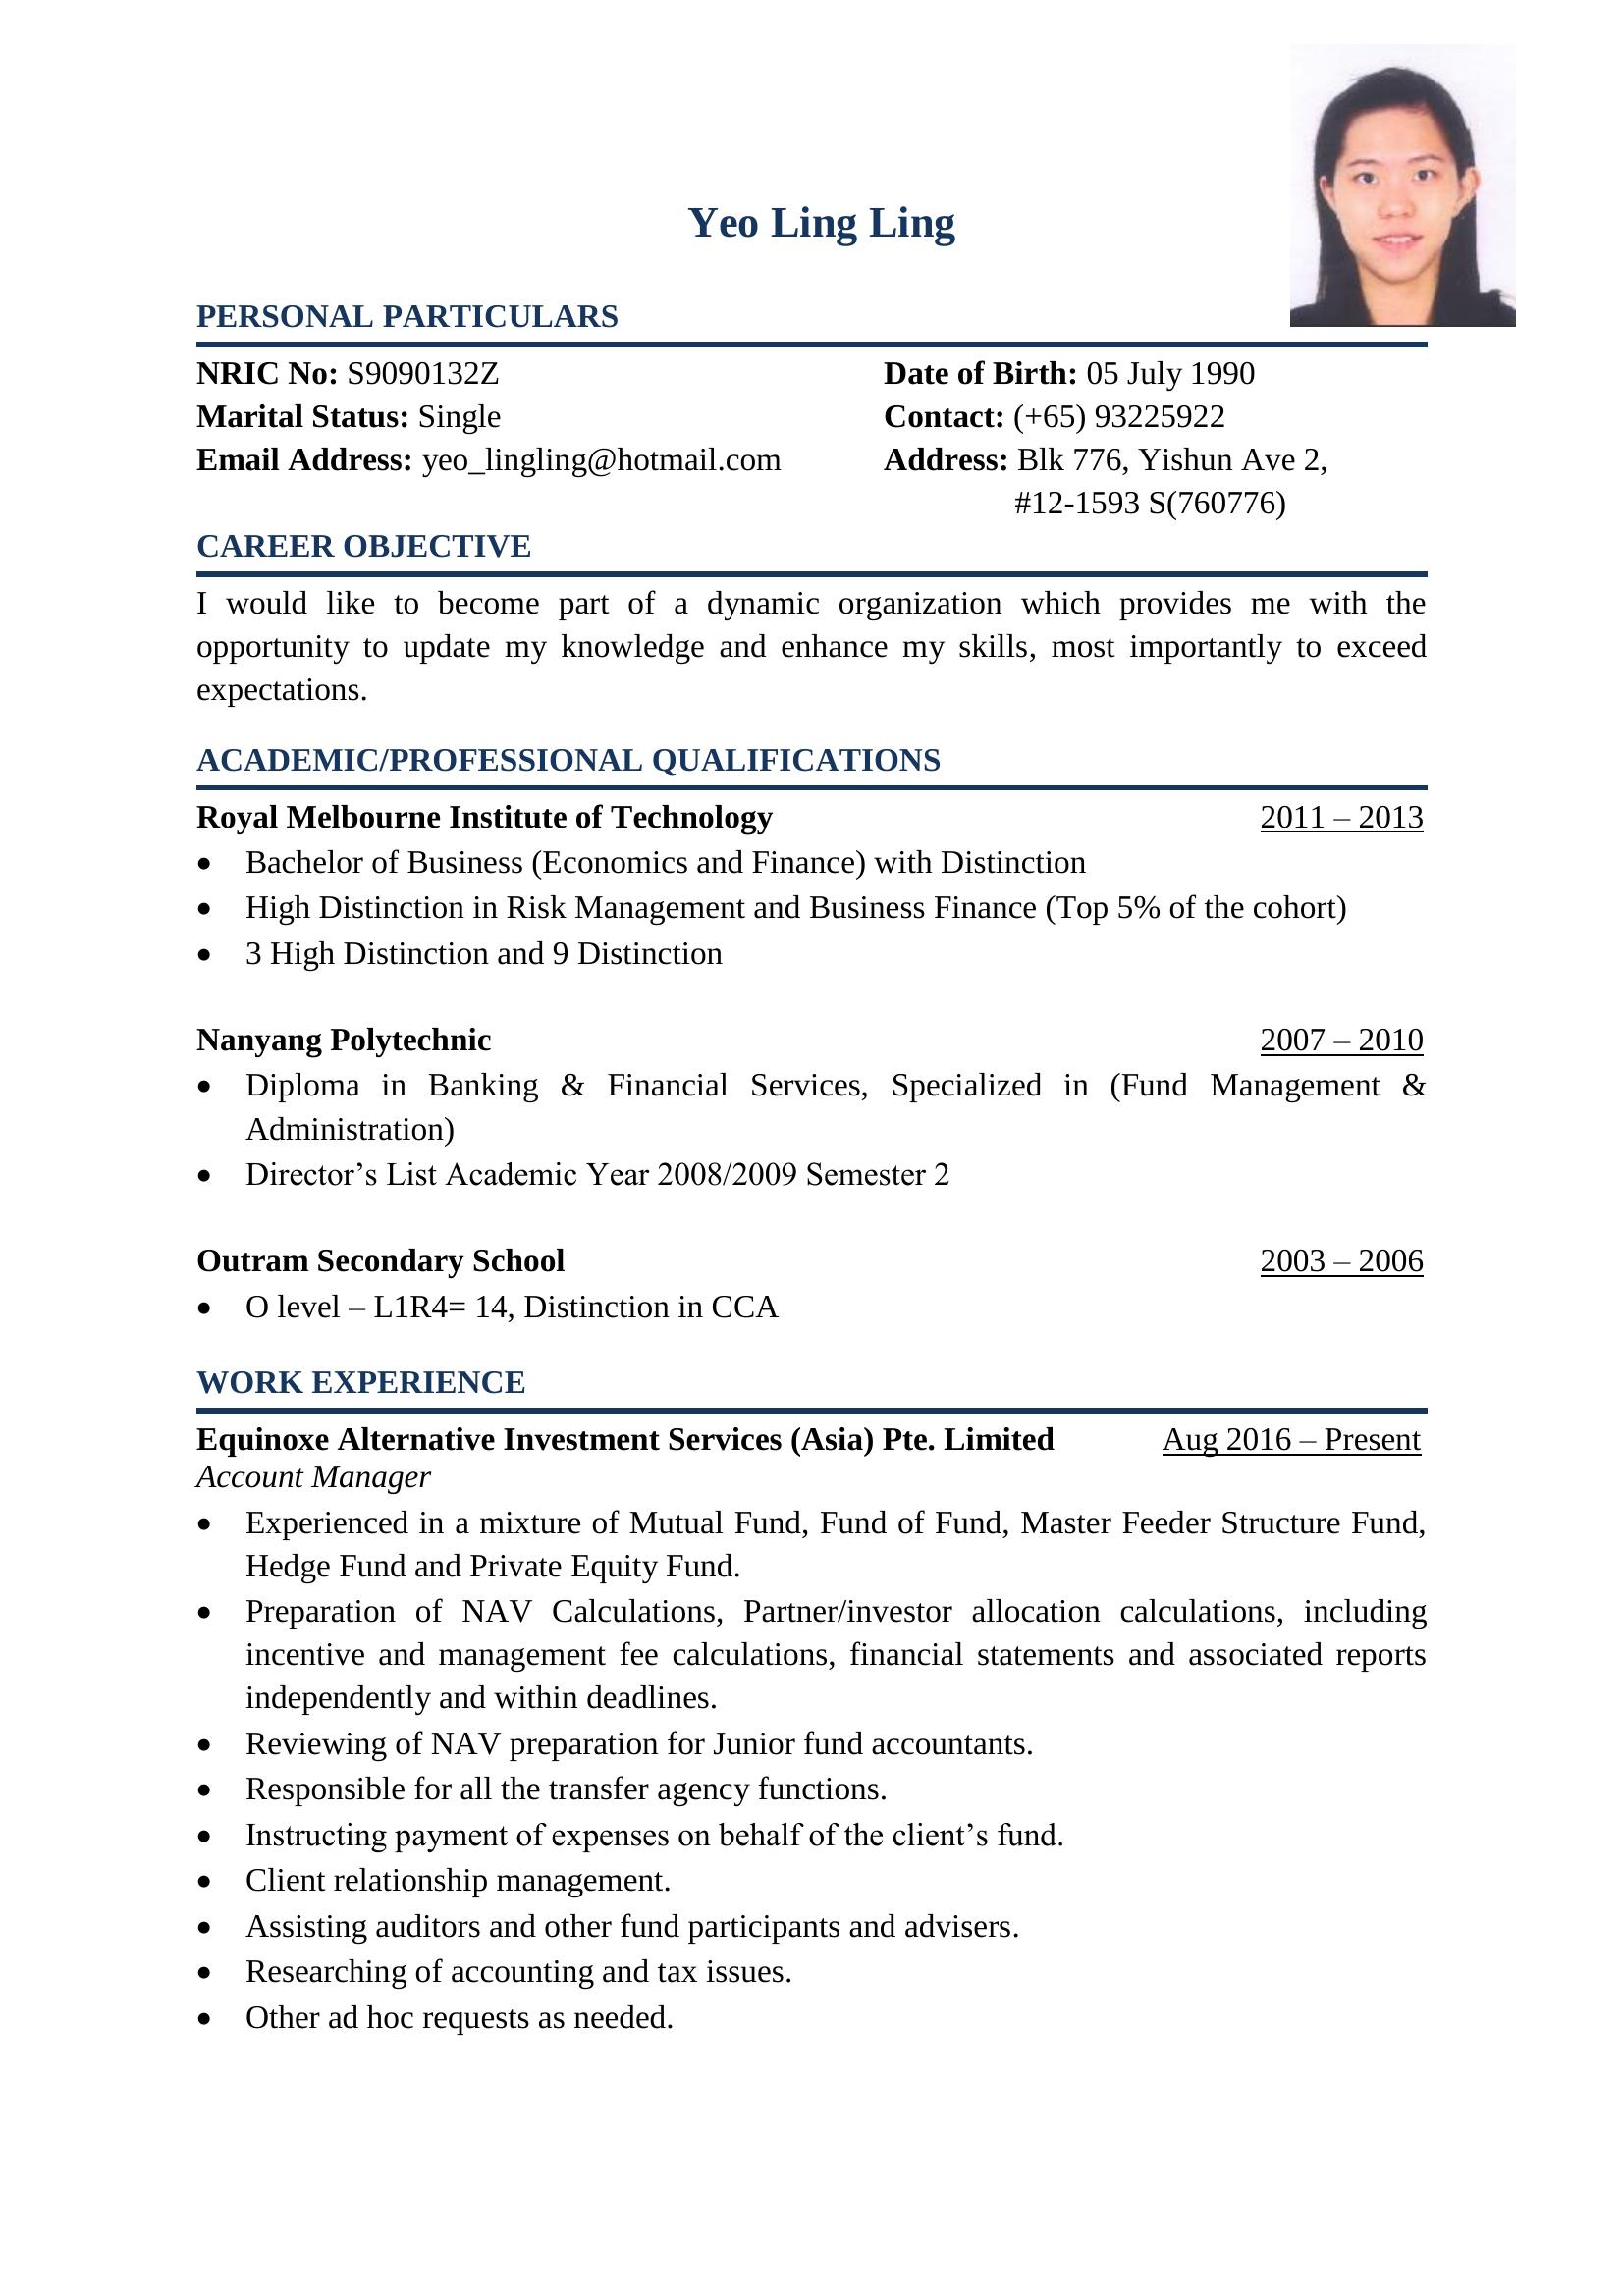 Yeo Ling Ling
PERSONAL PARTICULARS
NRIC No: S9090132Z Date of Birth: 05 July 1990
Marital Status: Single Contact: (+65) 93225922
Email Address: yeo_lingling@hotmail.com Address: Blk 776, Yishun Ave 2,
#12-1593 S(760776)
CAREER OBJECTIVE
I would like to become part of a dynamic organization which provides me with the
opportunity to update my knowledge and enhance my skills, most importantly to exceed
expectations.
ACADEMIC/PROFESSIONAL QUALIFICATIONS
Royal Melbourne Institute of Technology 2011 – 2013
• Bachelor of Business (Economics and Finance) with Distinction
• High Distinction in Risk Management and Business Finance (Top 5% of the cohort)
• 3 High Distinction and 9 Distinction
Nanyang Polytechnic 2007 – 2010
• Diploma in Banking & Financial Services, Specialized in (Fund Management &
Administration)
• Director’s List Academic Year 2008/2009 Semester 2
Outram Secondary School 2003 – 2006
• O level – L1R4= 14, Distinction in CCA
WORK EXPERIENCE
Equinoxe Alternative Investment Services (Asia) Pte. Limited Aug 2016 – Present
Account Manager
• Experienced in a mixture of Mutual Fund, Fund of Fund, Master Feeder Structure Fund,
Hedge Fund and Private Equity Fund.
• Preparation of NAV Calculations, Partner/investor allocation calculations, including
incentive and management fee calculations, financial statements and associated reports
independently and within deadlines.
• Reviewing of NAV preparation for Junior fund accountants.
• Responsible for all the transfer agency functions.
• Instructing payment of expenses on behalf of the client’s fund.
• Client relationship management.
• Assisting auditors and other fund participants and advisers.
• Researching of accounting and tax issues.
• Other ad hoc requests as needed.